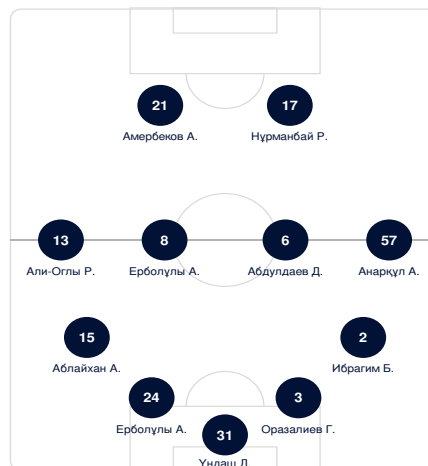 21 17
Амербеков А. Нұрманбай Р.
13 8 6 57
Али-Оглы Р. Ерболұлы А. Абдулдаев Д. Анарқұл А.
15 2
Аблайхан А. Ибрагим Б.
24 3
Ерболұлы А. Оразалиев Г.
31
Үндаш Д.